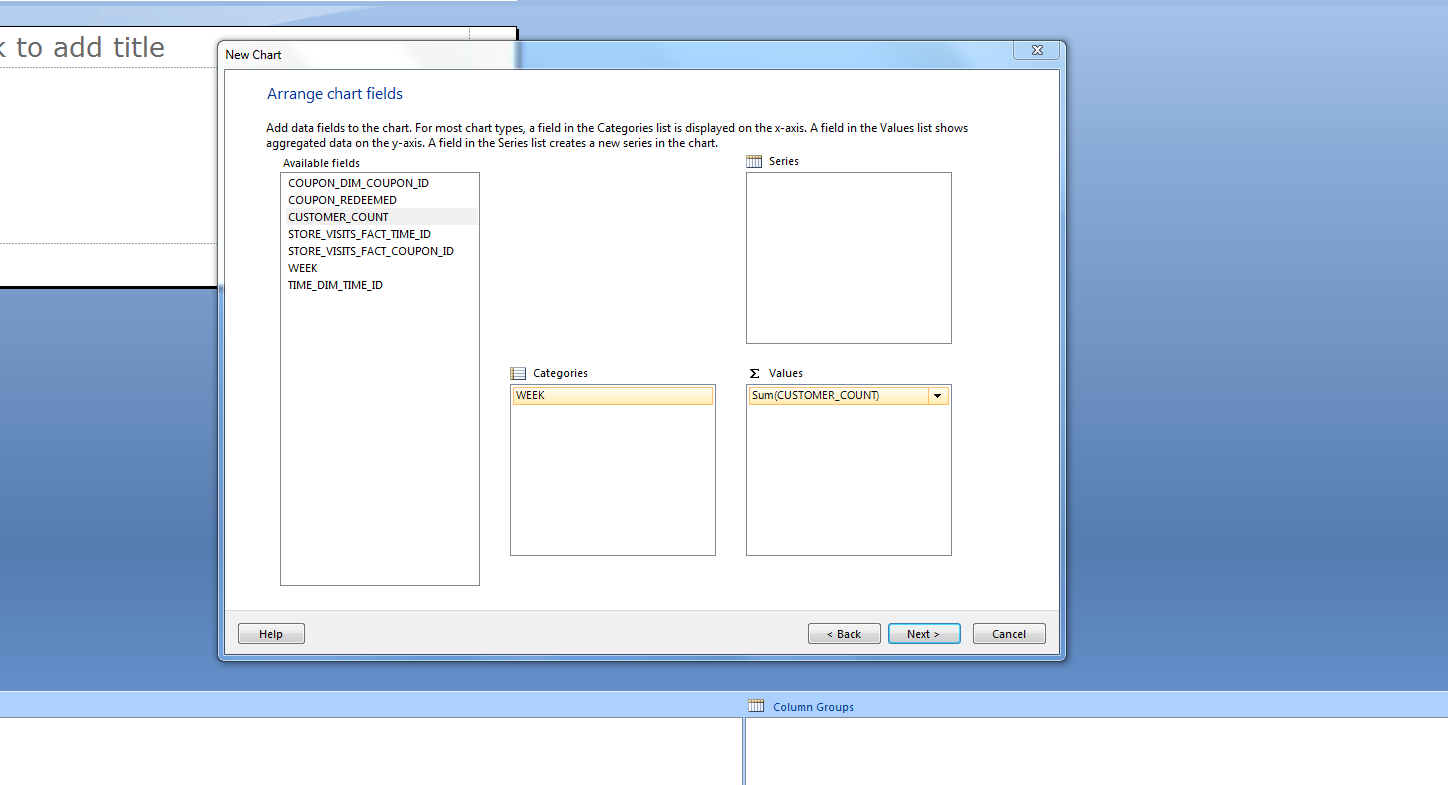 k to add title
New Chart
Arrange chart fields
Add data fields to the chart. For most chart types, a field in the Categories list is displayed on the x-axis. A field in the Values list shows
aggregated data on the y-axis. A field in the Series list creates a new series in the chart.
Available fields
COUPON_DIM_COUPON_ID
COUPON_REDEEMED
CUSTOMER_COUNT
STORE_VISITS_FACT_TIME_ID
STORE_VISITS_FACT_COUPON_ID
WEEK
TIME_DIM_TIME_ID
Series
Categories
WEEK
Σ Values
Sum(CUSTOMER_COUNT)
Help
< Back
Next >
Cancel
Column Groups